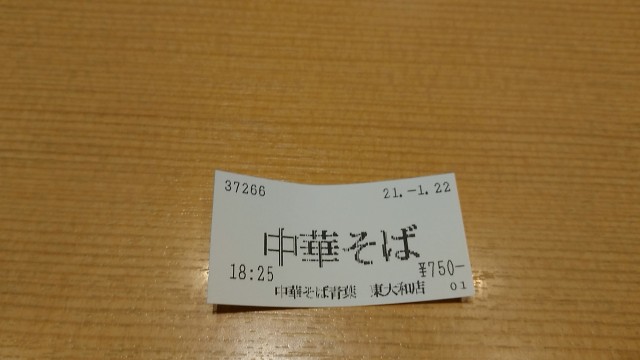 37266 21.-1.22
中華そば
18:25 ¥750-
中華そば青葉 東大和店 01